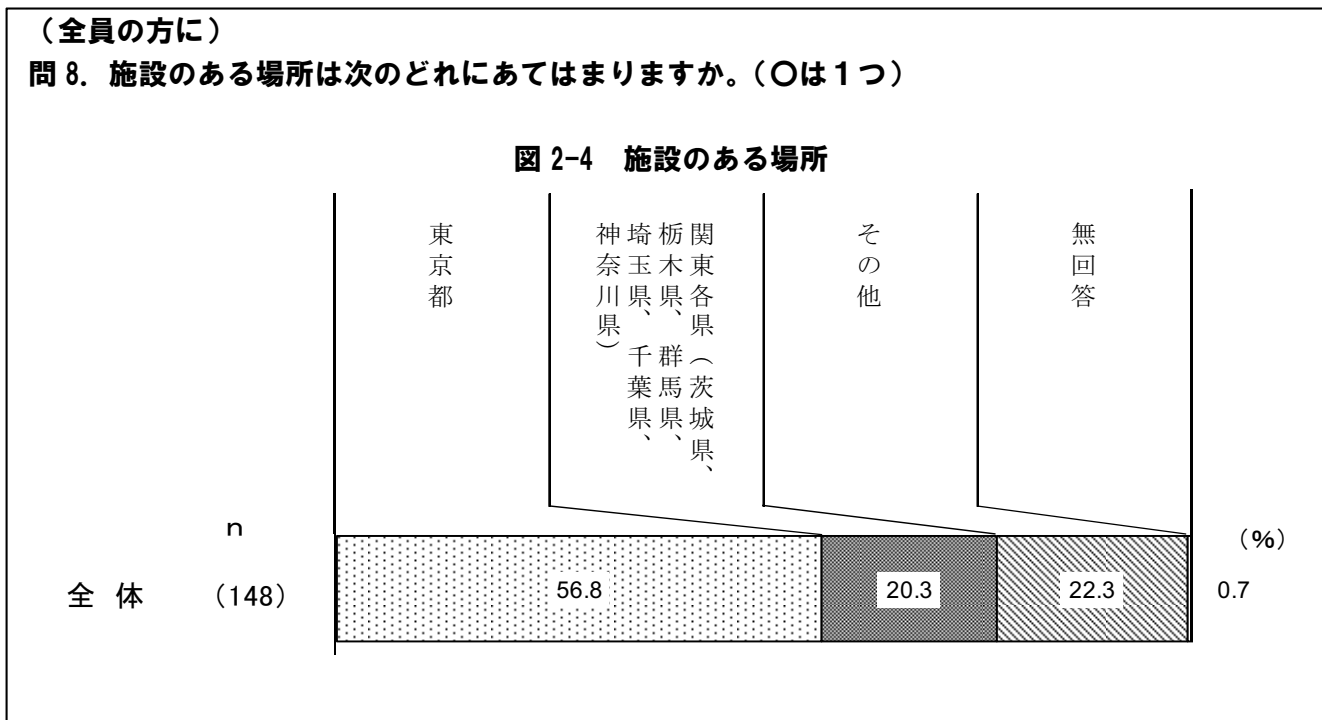 （全員の方に）
問 8. 施設のある場所は次のどれにあてはまりますか。（〇は１つ）
図 2-4　施設のある場所
東京都
関東各県（茨城県、
栃木県、群馬県、
埼玉県、千葉県、
神奈川県）
その他
無回答
ｎ
（%）
全 体　（148）　56.8　20.3　22.3　0.7